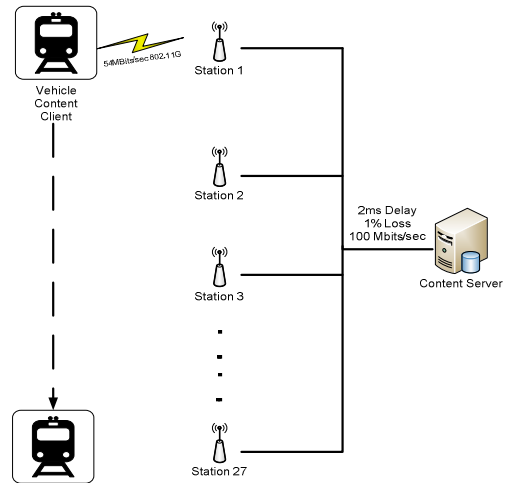 54MBits/sec 802.11G
Station 1
Vehicle
Content
Client
Station 2
2ms Delay
1% Loss
100 Mbits/sec
Content Server
Station 3
Station 27